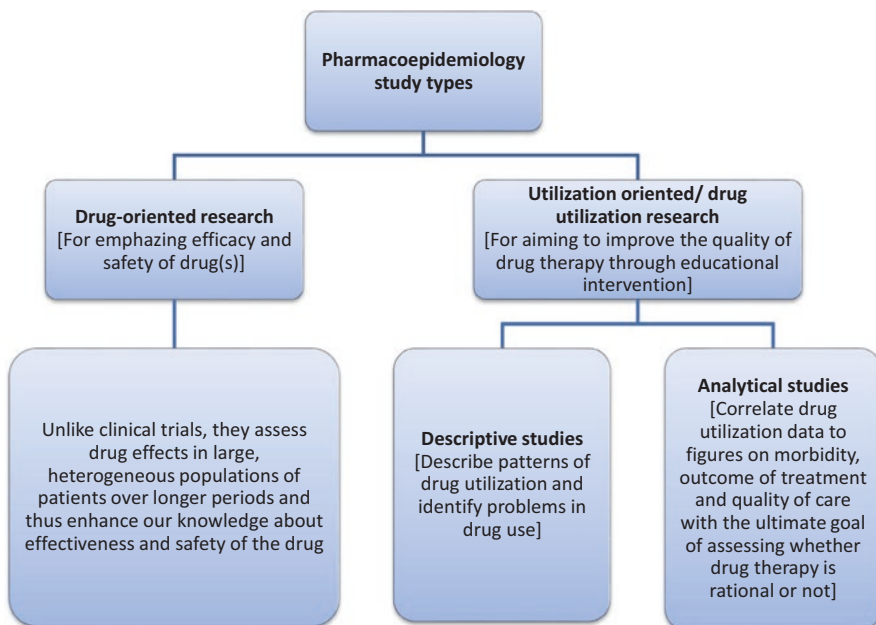 Pharmacoepidemiology
study types
Drug-oriented research
[For emphazing efficacy and
safety of drug(s)]
Utilization oriented/ drug
utilization research
[For aiming to improve the quality of
drug therapy through educational
intervention]
Unlike clinical trials, they assess
drug effects in large,
heterogeneous populations of
patients over longer periods and
thus enhance our knowledge about
effectiveness and safety of the drug
Descriptive studies
[Describe patterns of
drug utilization and
identify problems in
drug use]
Analytical studies
[Correlate drug
utilization data to
figures on morbidity,
outcome of treatment
and quality of care
with the ultimate goal
of assessing whether
drug therapy is
rational or not]